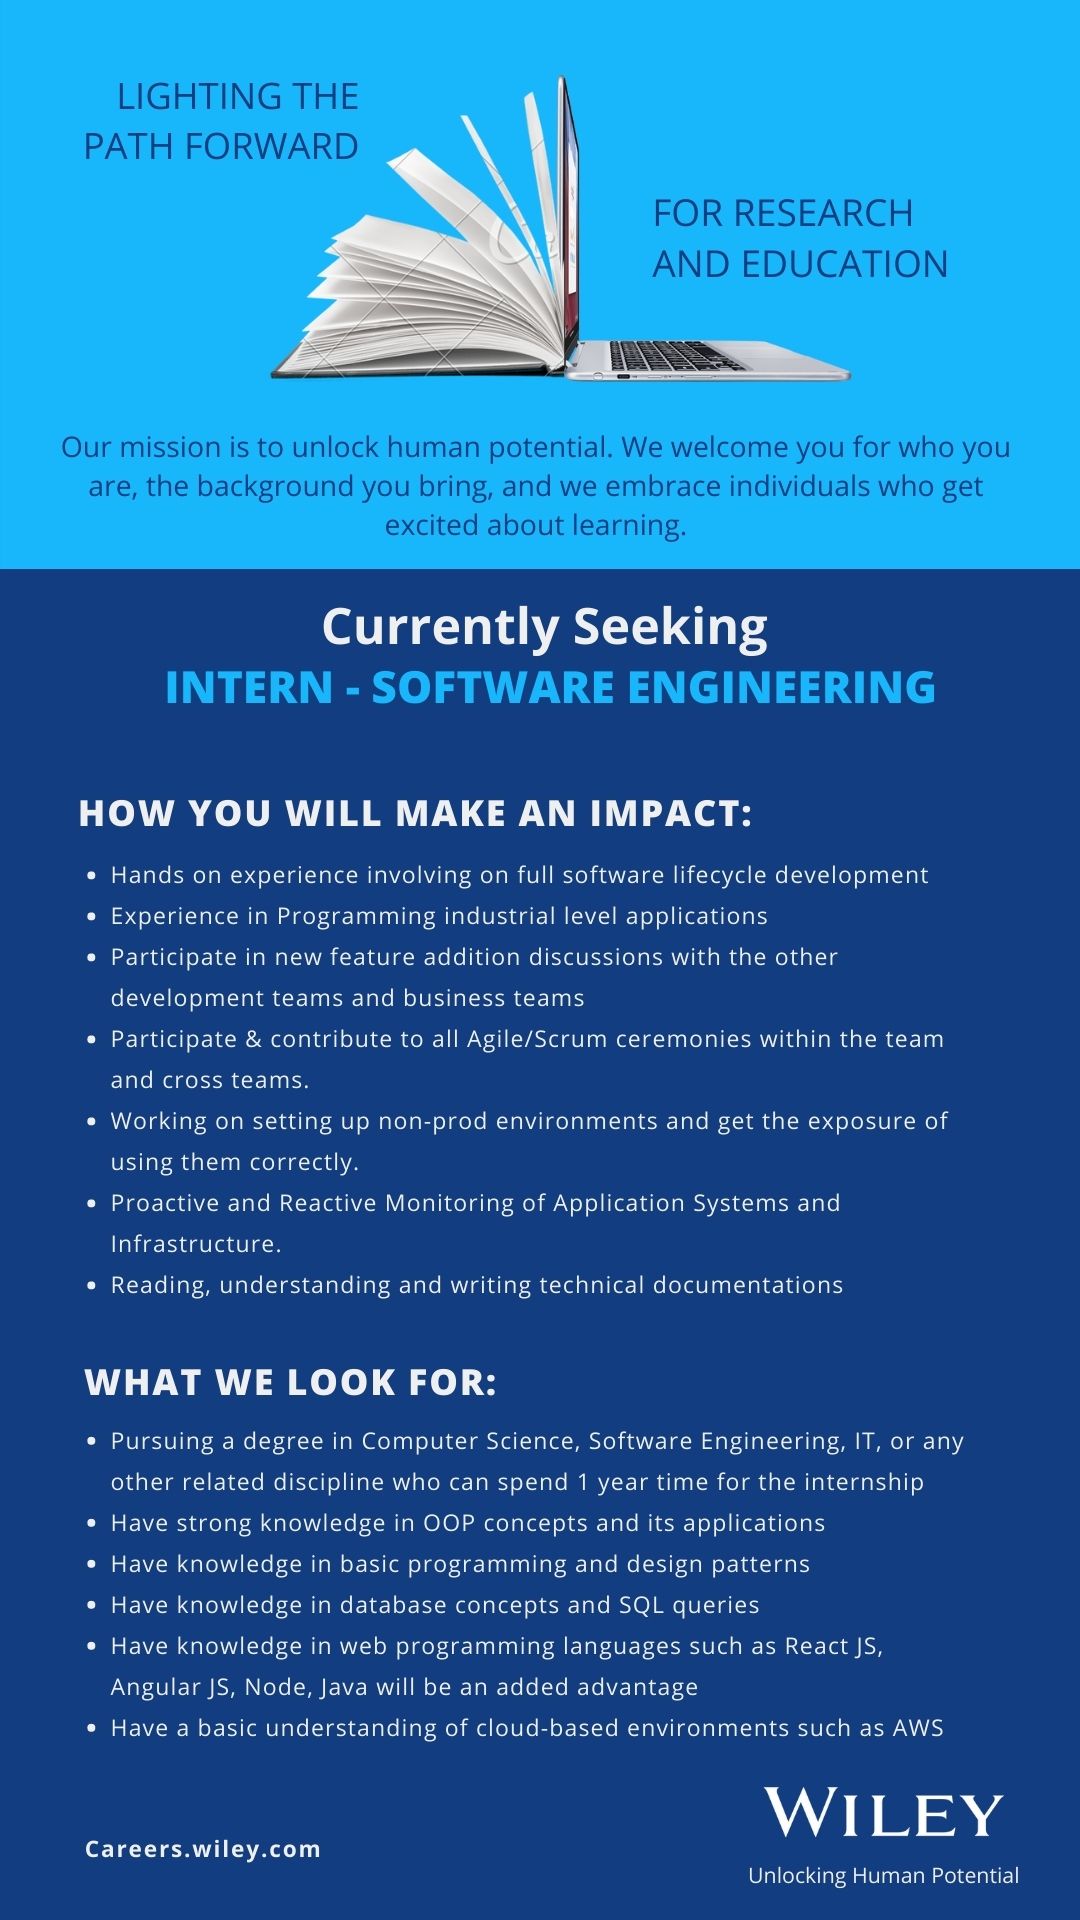 LIGHTING THE
PATH FORWARD
FOR RESEARCH
AND EDUCATION
Our mission is to unlock human potential. We welcome you for who you
are, the background you bring, and we embrace individuals who get
excited about learning.
Currently Seeking
INTERN - SOFTWARE ENGINEERING
HOW YOU WILL MAKE AN IMPACT:
• Hands on experience involving on full software lifecycle development
• Experience in Programming industrial level applications
• Participate in new feature addition discussions with the other
development teams and business teams
• Participate & contribute to all Agile/Scrum ceremonies within the team
and cross teams.
• Working on setting up non-prod environments and get the exposure of
using them correctly.
• Proactive and Reactive Monitoring of Application Systems and
Infrastructure.
• Reading, understanding and writing technical documentations
WHAT WE LOOK FOR:
• Pursuing a degree in Computer Science, Software Engineering, IT, or any
other related discipline who can spend 1 year time for the internship
• Have strong knowledge in OOP concepts and its applications
• Have knowledge in basic programming and design patterns
• Have knowledge in database concepts and SQL queries
• Have knowledge in web programming languages such as React JS,
Angular JS, Node, Java will be an added advantage
• Have a basic understanding of cloud-based environments such as AWS
WILEY
Careers.wiley.com
Unlocking Human Potential